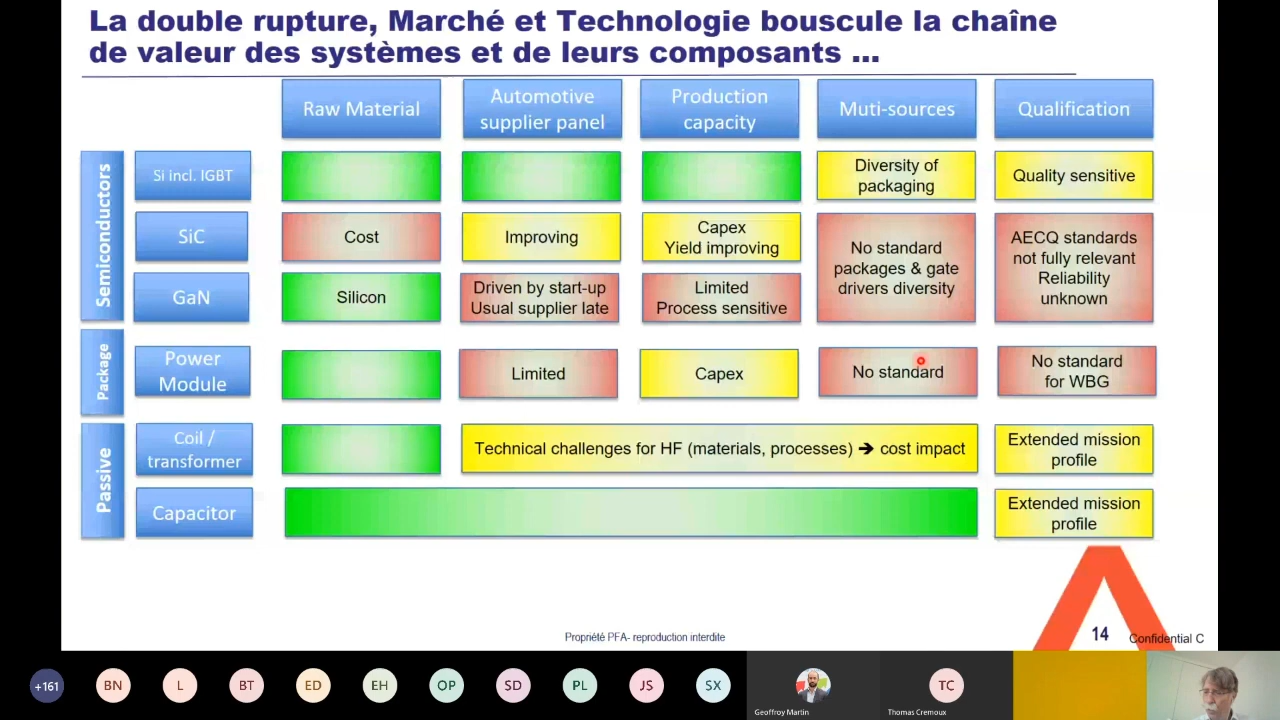 La double rupture, Marché et Technologie bouscule la chaîne
de valeur des systèmes et de leurs composants ...
Raw Material
Automotive
supplier panel
Production
capacity
Muti-sources
Qualification
Semiconductors
Si incl. IGBT
Diversity of
packaging
Quality sensitive
SiC
Cost
Improving
Capex
Yield improving
No standard
packages & gate
drivers diversity
AECQ standards
not fully relevant
Reliability
unknown
GaN
Silicon
Driven by start-up
Usual supplier late
Limited
Process sensitive
Package
Power
Module
Limited
Capex
No standard
No standard
for WBG
Passive
Coil /
transformer
Technical challenges for HF (materials, processes) ➔ cost impact
Extended mission
profile
Capacitor
Extended mission
profile
Propriété PFA- reproduction interdite
14
Confidential C
+161
BN
L
BT
ED
EH
OP
SD
PL
JS
SX
Geoffroy Martin
TC
Thomas Cremoux